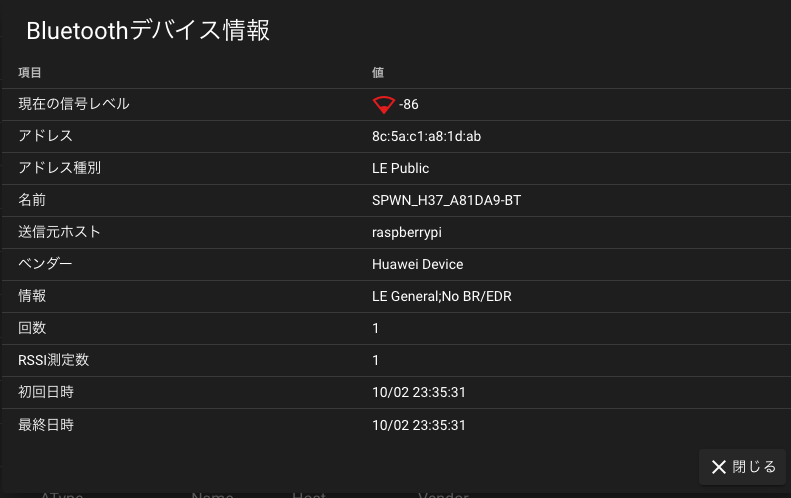 Bluetoothデバイス情報
項目 値
現在の信号レベル -86
アドレス 8c:5a:c1:a8:1d:ab
アドレス種別 LE Public
名前 SPWN_H37_A81DA9-BT
送信元ホスト raspberrypi
ベンダー Huawei Device
情報 LE General;No BR/EDR
回数 1
RSSI測定数 1
初回日時 10/02 23:35:31
最終日時 10/02 23:35:31
閉じる
AType Name Host Vendor